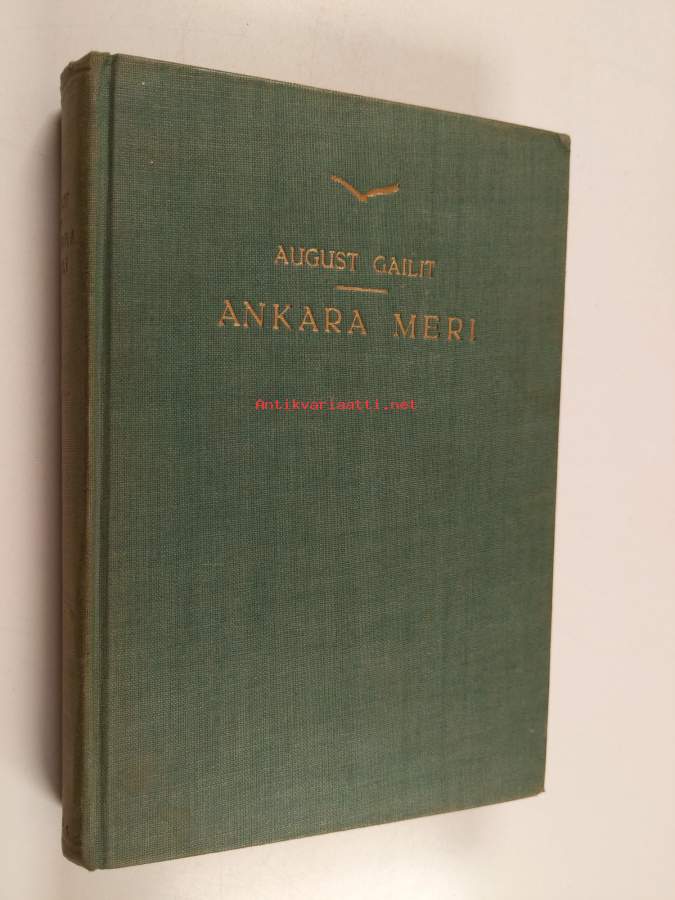 AUGUST GAILIT
ANKARA MERI
Antikvariaatti.net